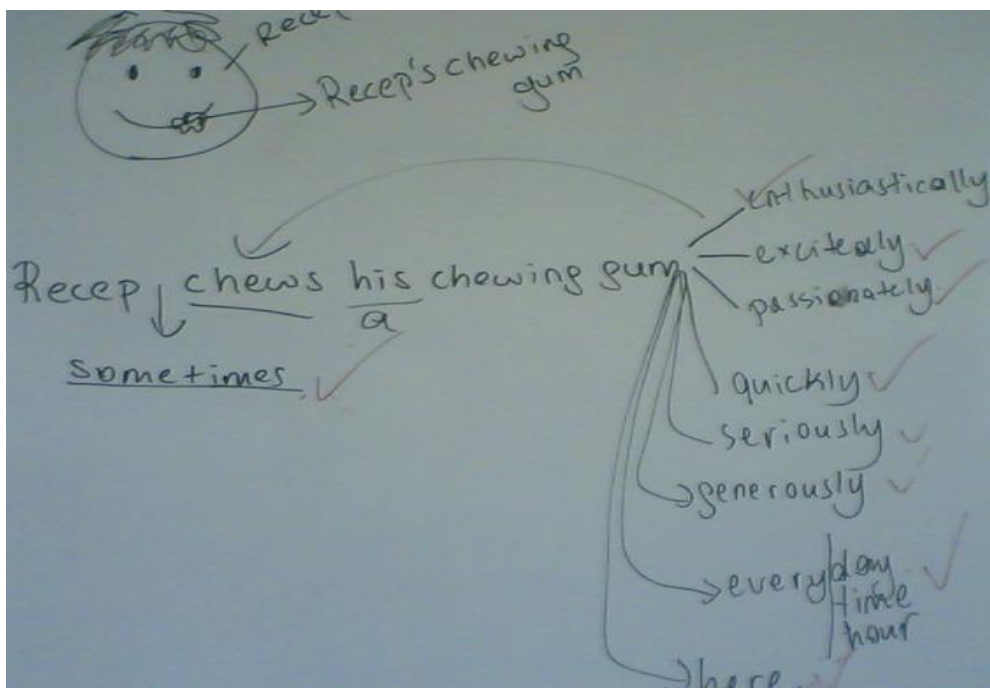 Recep's chewing
gum
enthusiastically
excitedly
passionately
Recep chews his chewing gum
a
sometimes
quickly
seriously
generously
every day
time
hour
here